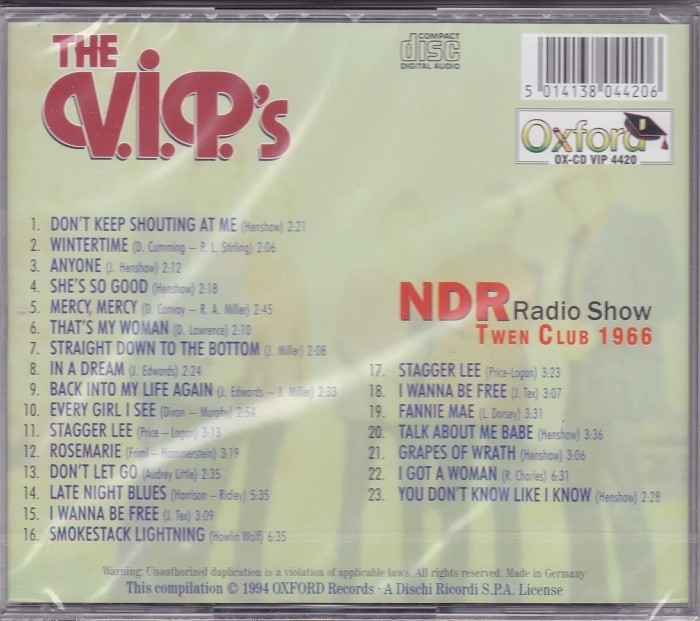 THE
V.I.P.'s
COMPACT
disc
DIGITAL AUDIO
5 014138 044206
Oxford
OX-CD VIP 4420
1. DON'T KEEP SHOUTING AT ME (Henshaw) 2:21
2. WINTERTIME (D. Cumming – P. L. Stirling) 2:06
3. ANYONE (J. Henshaw) 2:12
4. SHE'S SO GOOD (Henshaw) 2:18
5. MERCY, MERCY (D. Convay – R. A. Miller) 2:45
6. THAT'S MY WOMAN (D. Lawrence) 2:10
7. STRAIGHT DOWN TO THE BOTTOM (J. Miller) 2:08
8. IN A DREAM (J. Edwards) 2:24
9. BACK INTO MY LIFE AGAIN (J. Edwards – J. Miller) 2:33
10. EVERY GIRL I SEE (Dixon – Murphy) 2:54
11. STAGGER LEE (Price – Logan) 3:13
12. ROSEMARIE (Friml – Hammerstein) 3:19
13. DON'T LET GO (Audrey Little) 2:35
14. LATE NIGHT BLUES (Harrison – Ridley) 5:35
15. I WANNA BE FREE (J. Tex) 3:09
16. SMOKESTACK LIGHTNING (Howlin Wolf) 6:35
NDR Radio Show
TWEN CLUB 1966
17. STAGGER LEE (Price-Logan) 3:23
18. I WANNA BE FREE (J. Tex) 3:07
19. FANNIE MAE (L. Dorsey) 3:31
20. TALK ABOUT ME BABE (Henshaw) 3:36
21. GRAPES OF WRATH (Henshaw) 3:06
22. I GOT A WOMAN (R. Charles) 6:31
23. YOU DON'T KNOW LIKE I KNOW (Henshaw) 2:28
Warning: Unauthorized duplication is a violation of applicable laws. All rights reserved. Made in Germany
This compilation © 1994 OXFORD Records · A Dischi Ricordi S.P.A. License